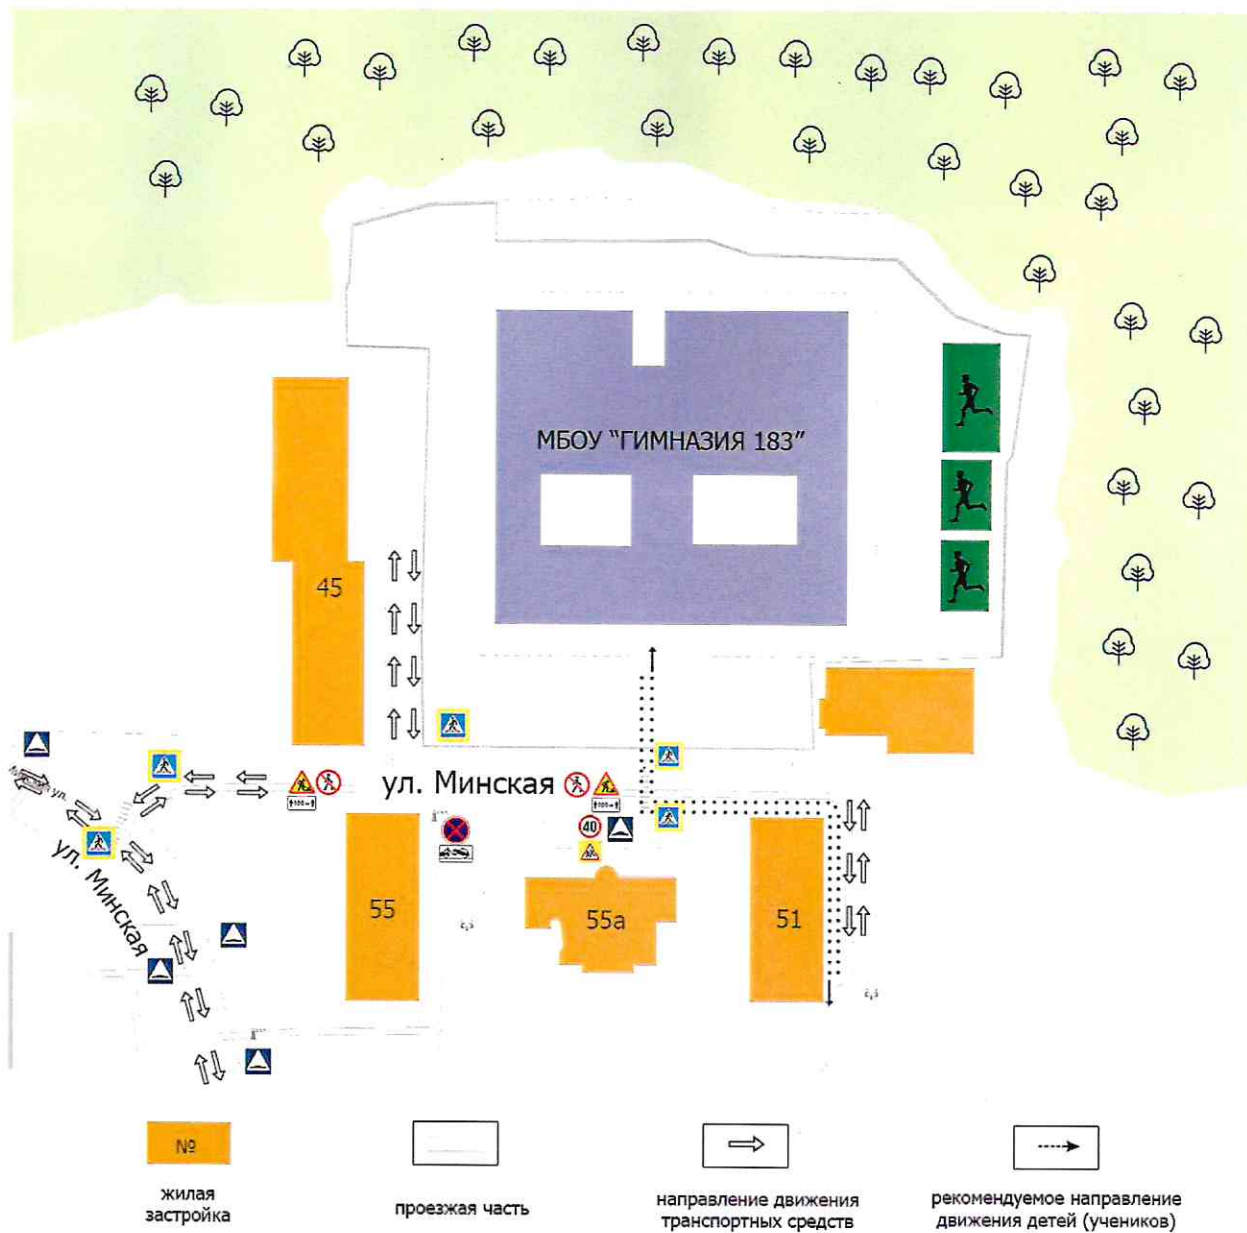 МБОУ "ГИМНАЗИЯ 183"
45
ул. Минская
ул.
40
ул. Минская
55
55а
51
№
жилая
застройка
проезжая часть
направление движения
транспортных средств
рекомендуемое направление
движения детей (учеников)